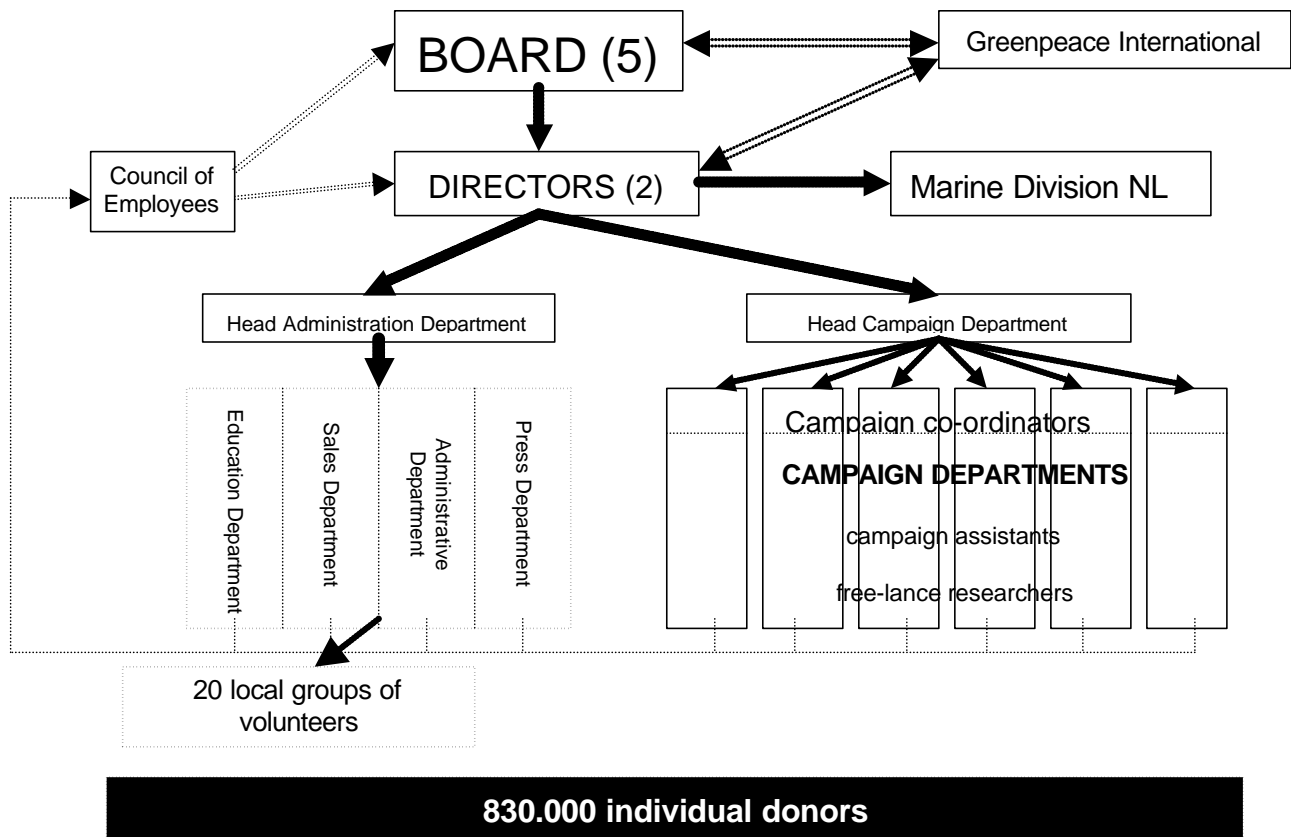 BOARD (5)
Greenpeace International
Council of
Employees
DIRECTORS (2)
Marine Division NL
Head Administration Department
Head Campaign Department
Education Department
Sales Department
Administrative
Department
Press Department
Campaign co-ordinators
CAMPAIGN DEPARTMENTS
campaign assistants
free-lance researchers
20 local groups of
volunteers
830.000 individual donors